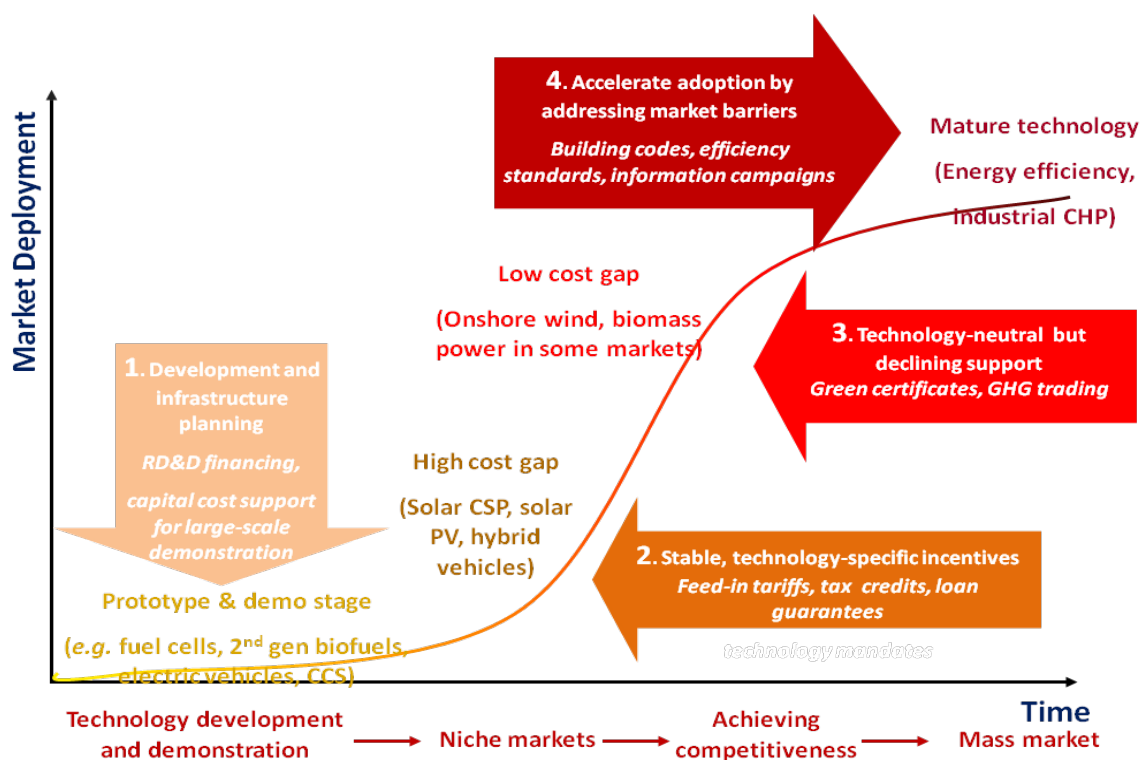 4. Accelerate adoption by
addressing market barriers
Building codes, efficiency
standards, information campaigns
Mature technology
(Energy efficiency,
Industrial CHP)
Market Deployment
Low cost gap
(Onshore wind, biomass
power in some markets)
3. Technology-neutral but
declining support
Green certificates, GHG trading
1. Development and
infrastructure
planning
RD&D financing,
capital cost support
for large-scale
demonstration
High cost gap
(Solar CSP, solar
PV, hybrid
vehicles)
2. Stable, technology-specific incentives
Feed-in tariffs, tax credits, loan
guarantees
technology mandates
Prototype & demo stage
(e.g. fuel cells, 2nd gen biofuels,
electric vehicles, CCS)
Time
Technology development
and demonstration
Niche markets
Achieving
competitiveness
Mass market